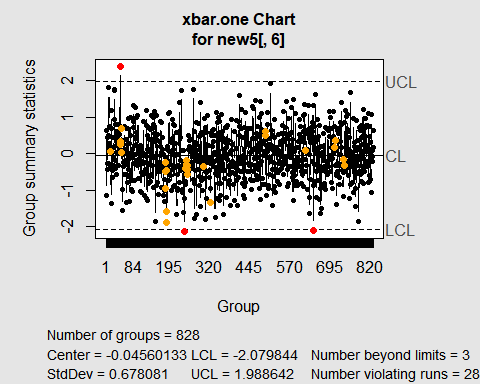 xbar.one Chart
for new5[, 6]
Group summary statistics
2
1
0
-1
-2
UCL
CL
LCL
1 84 195 320 445 570 695 820
Group
Number of groups = 828
Center = -0.04560133 LCL = -2.079844 Number beyond limits = 3
StdDev = 0.678081 UCL = 1.988642 Number violating runs = 28